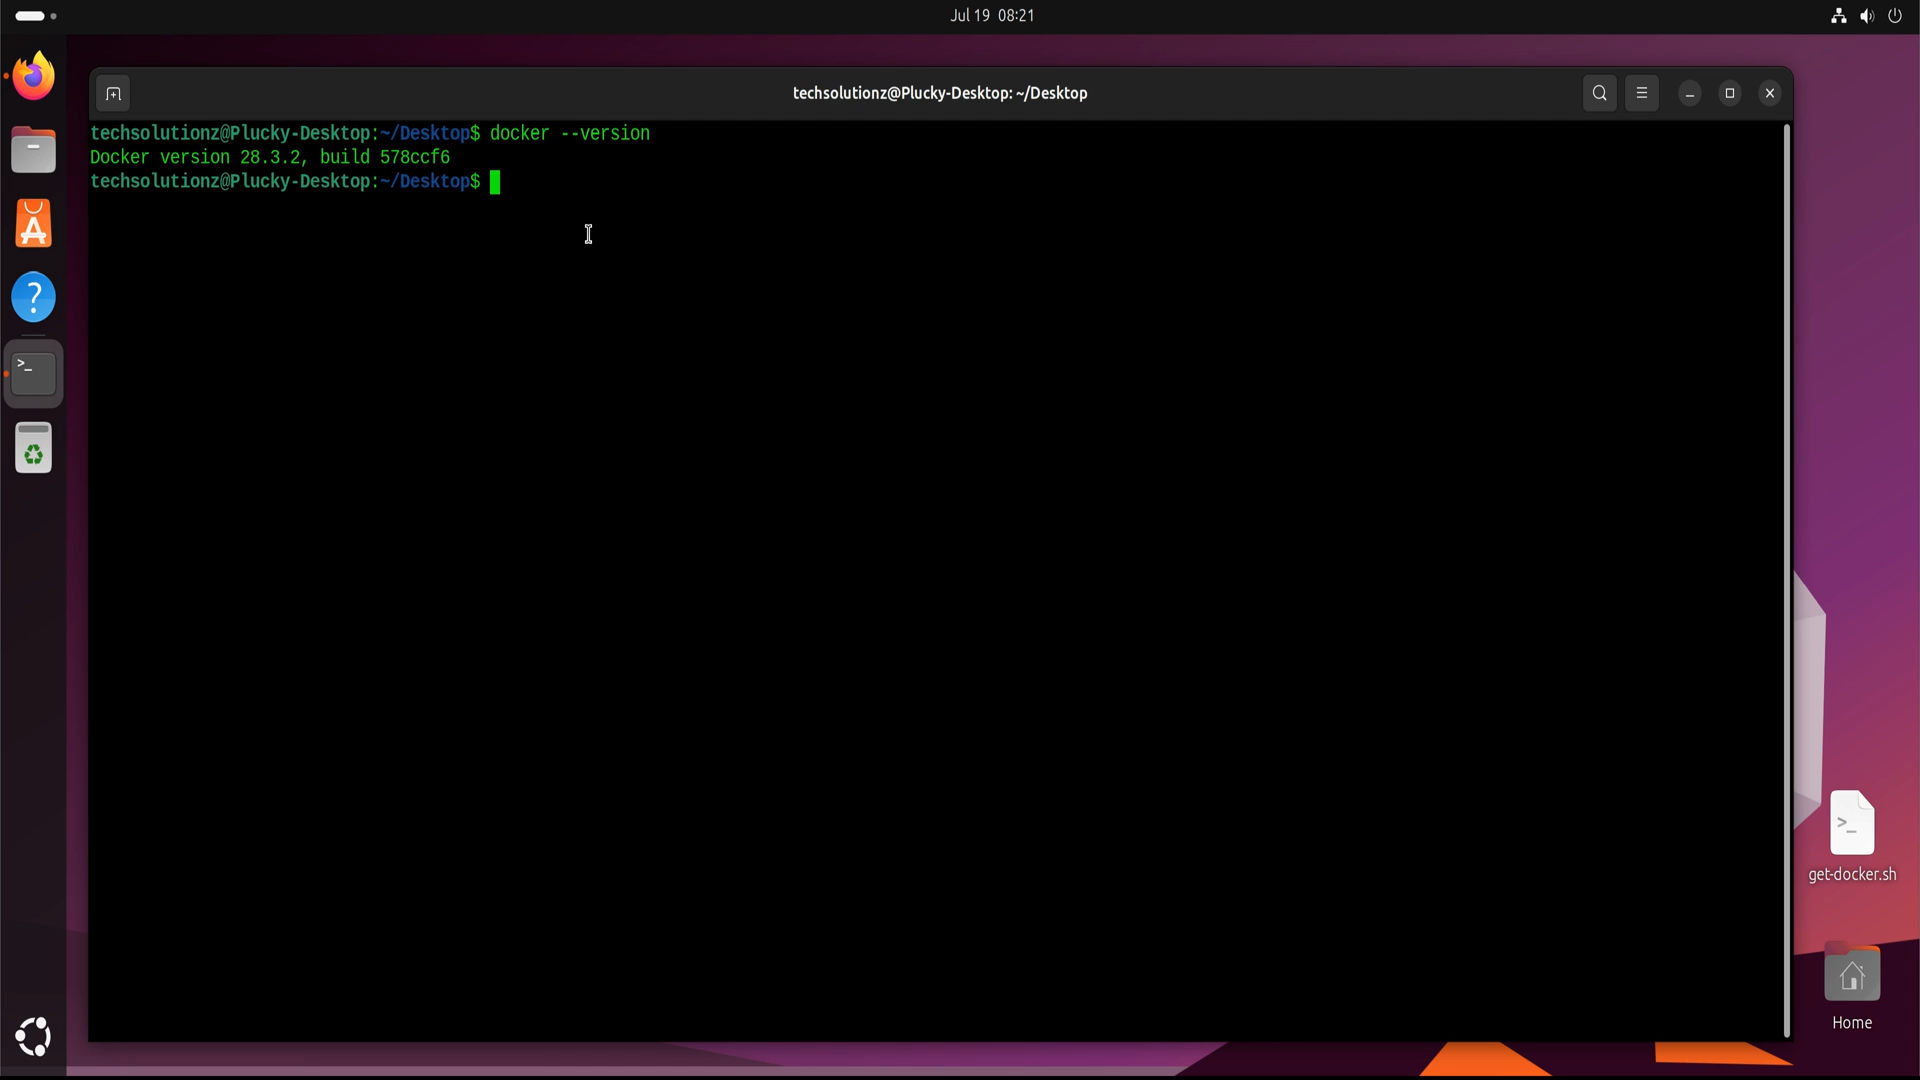 Jul 19 08:21
techsolutionz@Plucky-Desktop: ~/Desktop
techsolutionz@Plucky-Desktop:~/Desktop$ docker --version
Docker version 28.3.2, build 578ccf6
techsolutionz@Plucky-Desktop:~/Desktop$
get-docker.sh
Home